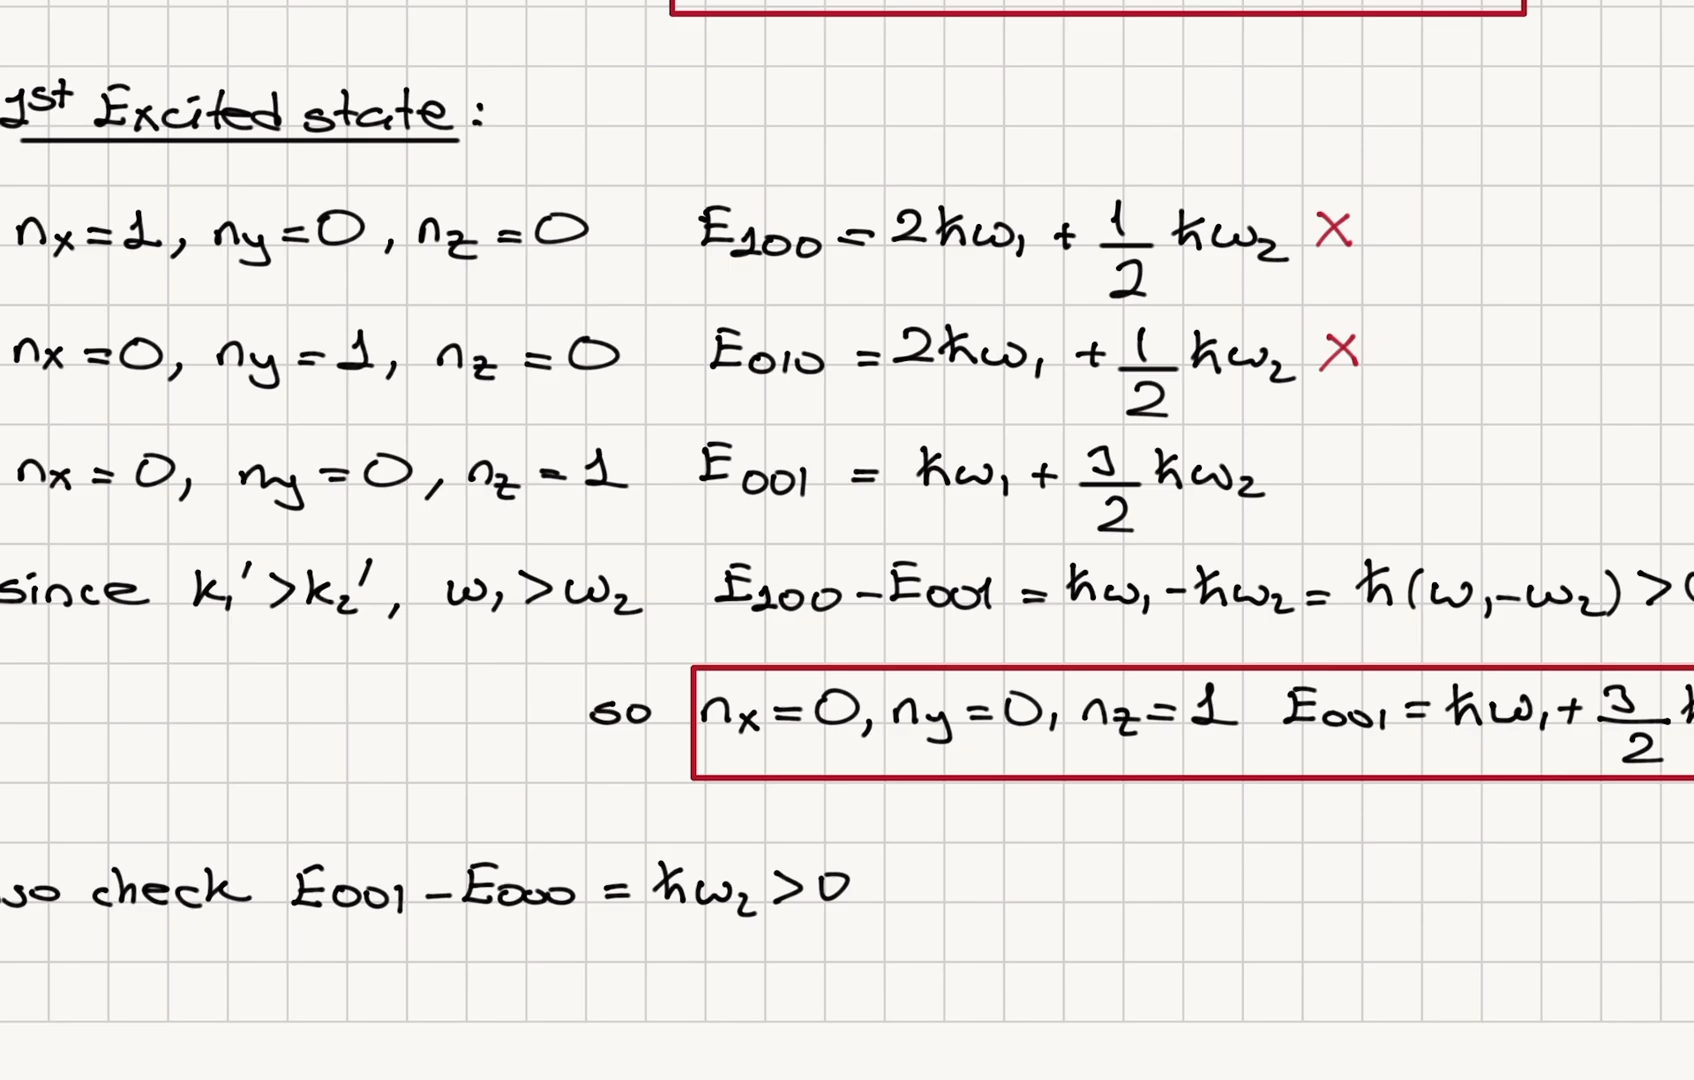 1st Excited state:
nx=1, ny=0, nz=0 E100 = 2ħω1 + 1/2 ħω2 ×
nx=0, ny=1, nz=0 E010 = 2ħω1 + 1/2 ħω2 ×
nx=0, ny=0, nz=1 E001 = ħω1 + 3/2 ħω2
since k1'>k2', ω1>ω2 E100-E001 = ħω1-ħω2 = ħ(ω1-ω2)>0
so nx=0, ny=0, nz=1 E001 = ħω1+ 3/2 ħ
so check E001-E000 = ħω2>0